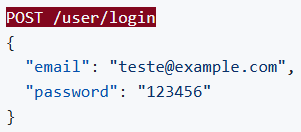 POST /user/login
{
  "email": "teste@example.com",
  "password": "123456"
}